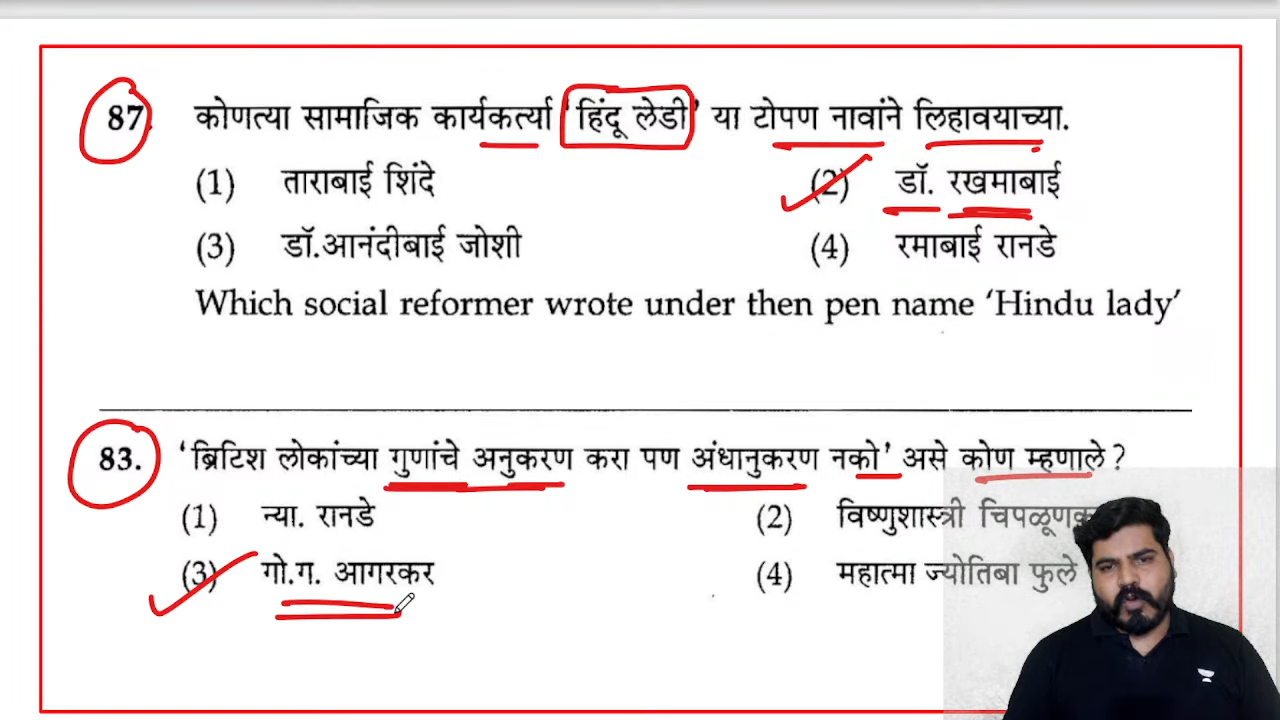 87. कोणत्या सामाजिक कार्यकर्त्या 'हिंदू लेडी' या टोपण नावांने लिहावयाच्या.
(1) ताराबाई शिंदे (2) डॉ. रखमाबाई
(3) डॉ.आनंदीबाई जोशी (4) रमाबाई रानडे
Which social reformer wrote under then pen name 'Hindu lady'
83. 'ब्रिटिश लोकांच्या गुणांचे अनुकरण करा पण अंधानुकरण नको' असे कोण म्हणाले ?
(1) न्या. रानडे (2) विष्णुशास्त्री
(3) गो.ग. आगरकर (4) महात्मा ज्योतिबा फुले